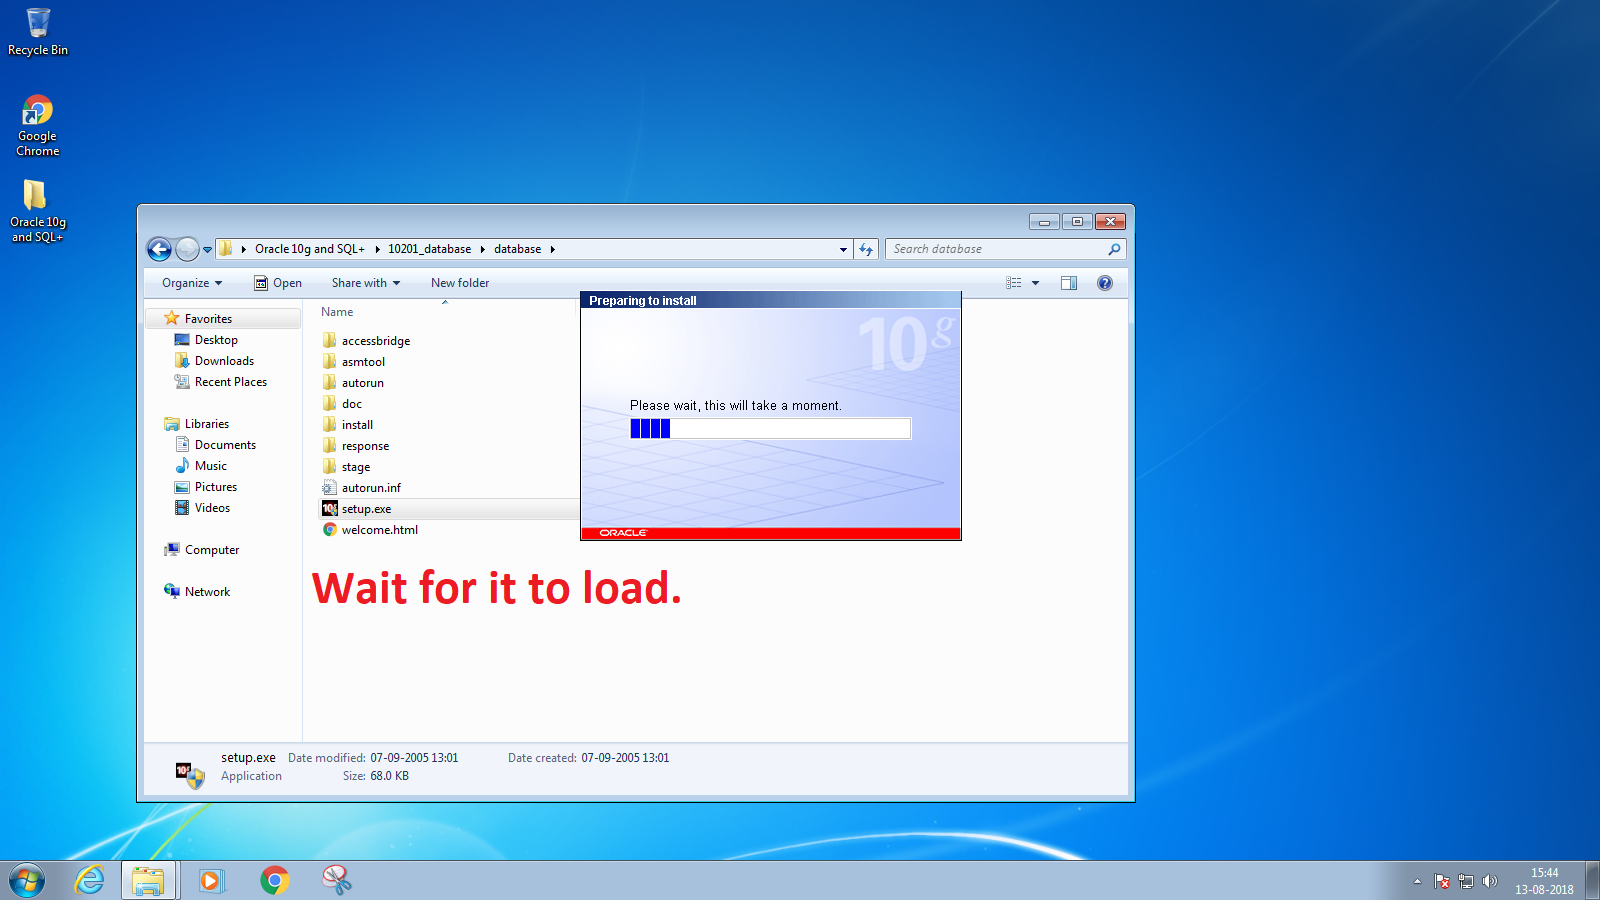 Recycle Bin
Google
Chrome
Oracle 10g
and SQL+
Oracle 10g and SQL+ 10201_database database
Search database
Organize Open Share with New folder
Favorites
Desktop
Downloads
Recent Places
Libraries
Documents
Music
Pictures
Videos
Computer
Network
Name
accessbridge
asmtool
autorun
doc
install
response
stage
autorun.inf
setup.exe
welcome.html
Preparing to install
10g
Please wait, this will take a moment.
ORACLE
Wait for it to load.
setup.exe Date modified: 07-09-2005 13:01 Date created: 07-09-2005 13:01
Application Size: 68.0 KB
15:44
13-08-2018